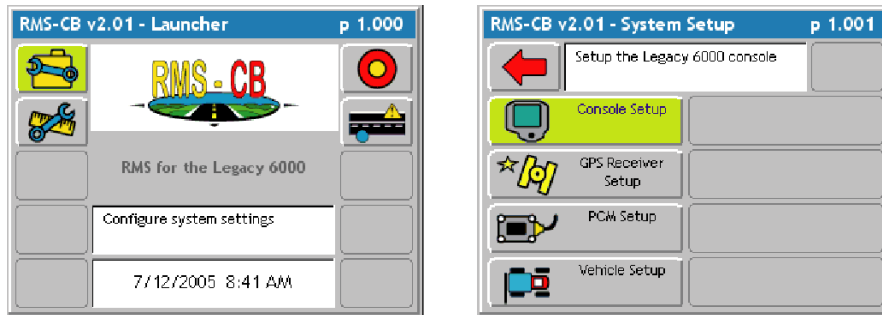 RMS-CB v2.01 - Launcher p 1.000
RMS - CB
RMS for the Legacy 6000
Configure system settings
7/12/2005 8:41 AM
RMS-CB v2.01 - System Setup p 1.001
Setup the Legacy 6000 console
Console Setup
GPS Receiver
Setup
PCM Setup
Vehicle Setup